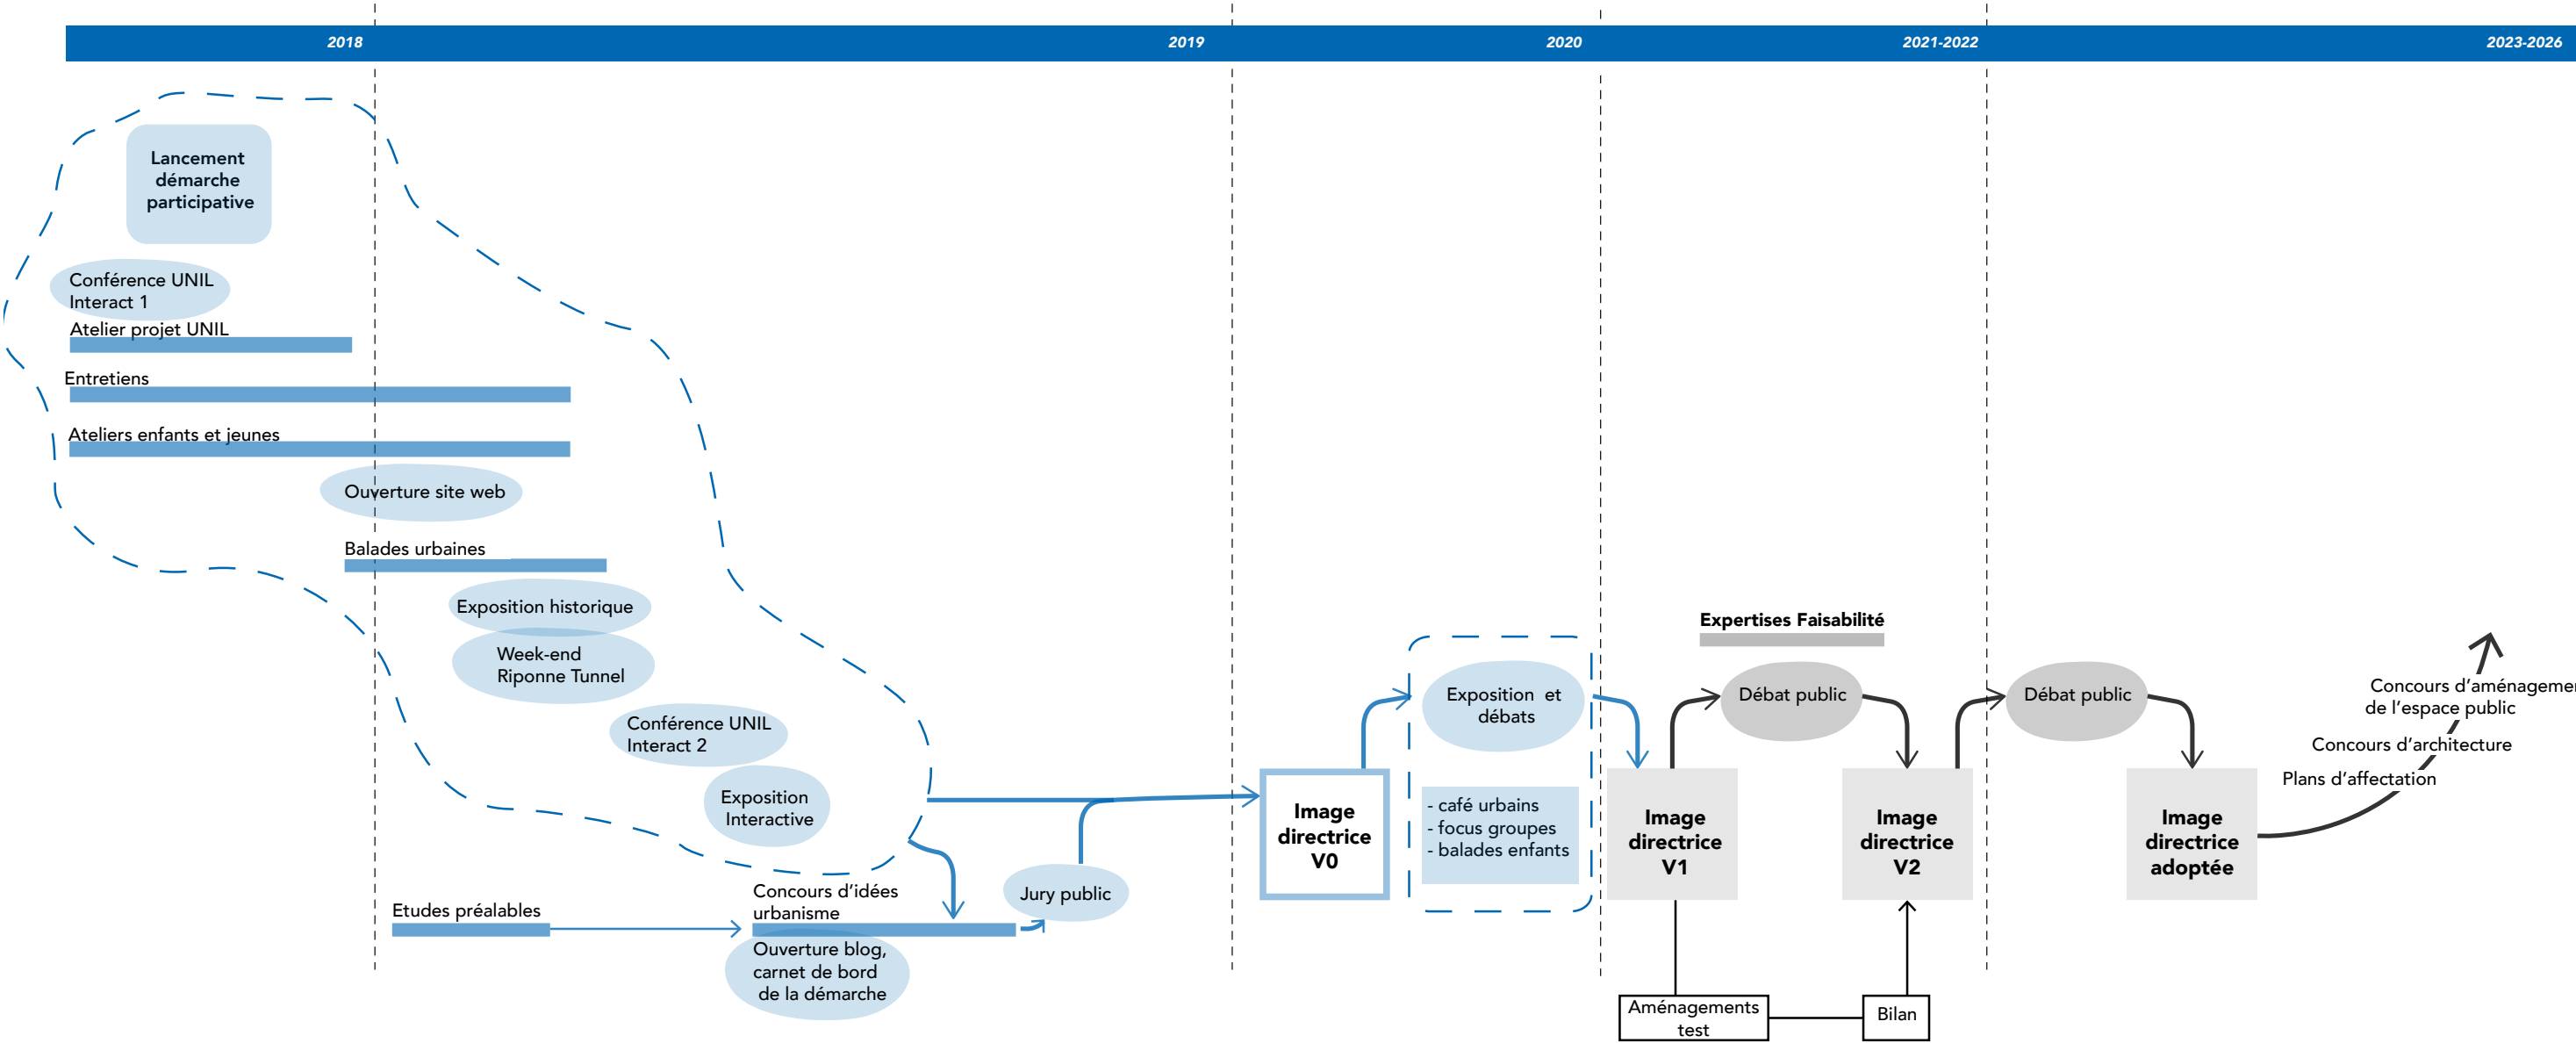 2018
2019
2020
2021-2022
2023-2026
Lancement
démarche
participative
Conférence UNIL
Interact 1
Atelier projet UNIL
Entretiens
Ateliers enfants et jeunes
Ouverture site web
Balades urbaines
Exposition historique
Week-end
Riponne Tunnel
Conférence UNIL
Interact 2
Exposition
Interactive
Etudes préalables
Concours d'idées
urbanisme
Ouverture blog,
carnet de bord
de la démarche
Jury public
Image
directrice
V0
Exposition et
débats
- café urbains
- focus groupes
- balades enfants
Expertises Faisabilité
Débat public
Image
directrice
V1
Image
directrice
V2
Aménagements
test
Bilan
Débat public
Image
directrice
adoptée
Concours d'aménagemen
de l'espace public
Concours d'architecture
Plans d'affectation